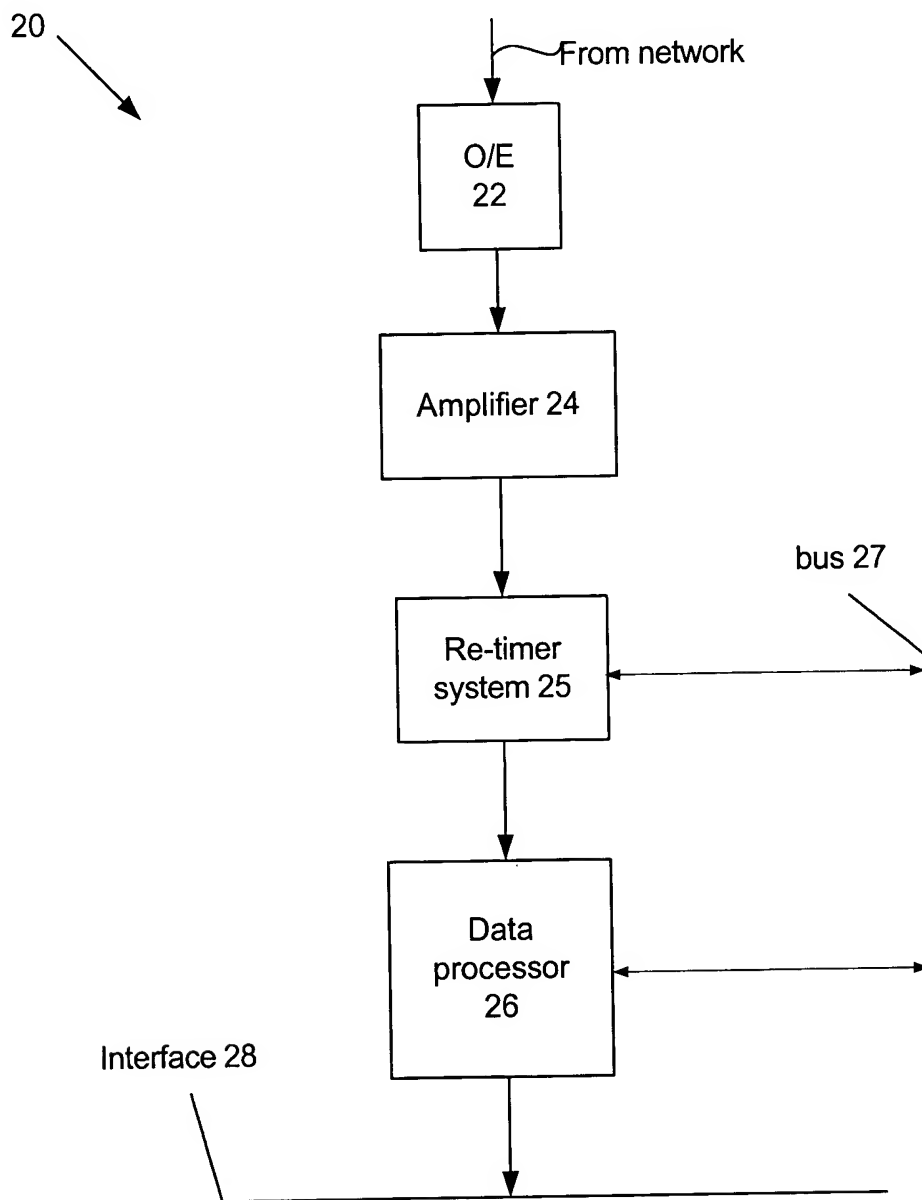 20
From network
O/E
22
Amplifier 24
bus 27
Re-timer
system 25
Data
processor
26
Interface 28